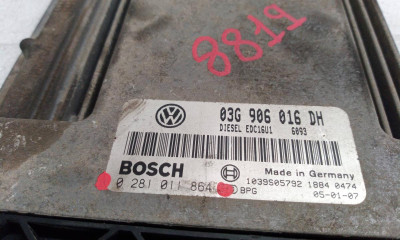 8819
03G 906 016 DH
DIESEL EDC16U1 G093
BOSCH
Made in Germany
0 281 011 864 BPG
1039S05792 1884 0474
05-01-07